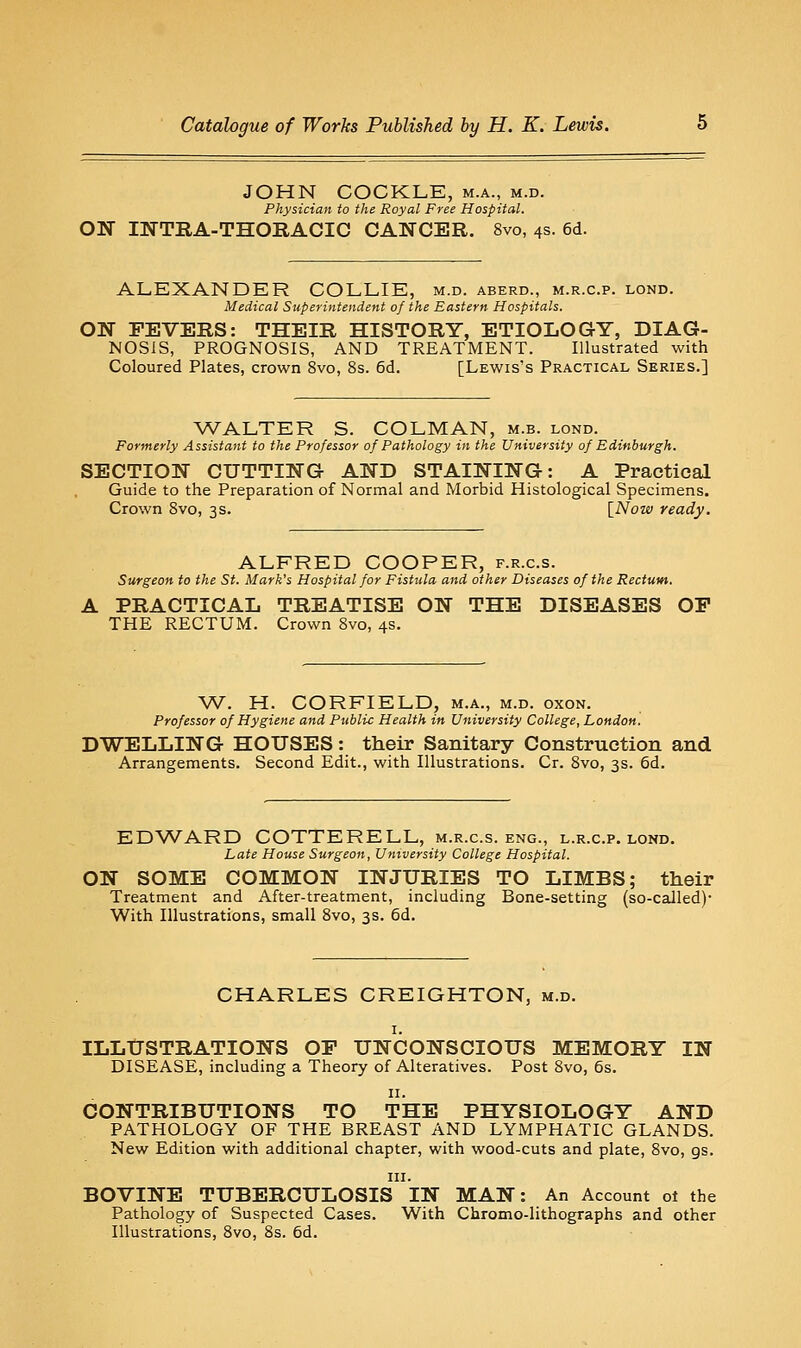 Catalogue of Works Published by H. K. Lewis. 5
JOHN COCKLE, M.A., M.D.
Physician to the Royal Free Hospital.
ON INTRA-THORACIC CANCER. 8vo, 4s. 6d.
ALEXANDER COLLIE, M.D. ABERD., M.R.C.P. LOND.
Medical Superintendent of the Eastern Hospitals.
ON FEVERS: THEIR HISTORY, ETIOLOGY, DIAG-
NOSIS, PROGNOSIS, AND TREATMENT. Illustrated with
Coloured Plates, crown 8vo, 8s. 6d. [LEWIS'S PRACTICAL SERIES.]
WALTER S. COLMAN, M.B. LOND.
Formerly Assistant to the Professor of Pathology in the University of Edinburgh.
SECTION CUTTING AND STAINING: A Practical
Guide to the Preparation of Normal and Morbid Histological Specimens.
Crown 8vo, 3s. [Now ready.
ALFRED COOPER, F.R.C.S.
Surgeon to the St. Mark's Hospital for Fistula and other Diseases of the Rectum.
A PRACTICAL TREATISE ON THE DISEASES OF
THE RECTUM. Crown 8vo, 4s.
W. H. CORFIELD, M.A., M.D. OXON.
Professor of Hygiene and Public Health in University College, London.
DWELLING HOUSES: their Sanitary Construction and
Arrangements. Second Edit., with Illustrations. Cr. 8vo, 3s. 6d.
EDWARD COTTERELL, M.R.C.S. ENG., L.R.C.P. LOND.
Late House Surgeon, University College Hospital.
ON SOME COMMON INJURIES TO LIMBS; their
Treatment and After-treatment, including Bone-setting (so-called)·
With Illustrations, small 8vo, 3s. 6d.
CHARLES CREIGHTON, M.D.
I.
ILLUSTRATIONS OF UNCONSCIOUS MEMORY IN
DISEASE, including a Theory of Alteratives. Post 8vo, 6s.
II.
CONTRIBUTIONS TO THE PHYSIOLOGY AND
PATHOLOGY OF THE BREAST AND LYMPHATIC GLANDS.
New Edition with additional chapter, with wood-cuts and plate, 8vo, 9s.
III.
BOVINE TUBERCULOSIS IN MAN: An Account of the
Pathology of Suspected Cases. With Chromo-lithographs and other
Illustrations, 8vo, 8s. 6d.